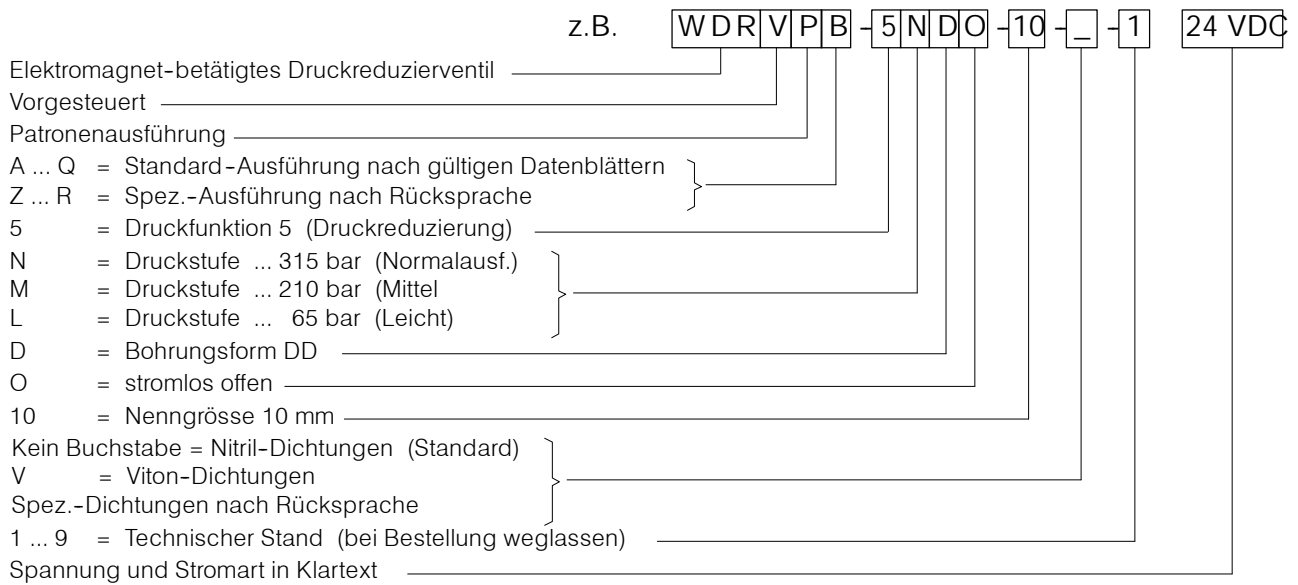 z.B. WDRVPB-5NDO-10-_-1 24 VDC
Elektromagnet-betätigtes Druckreduzierventil
Vorgesteuert
Patronenausführung
A ... Q = Standard-Ausführung nach gültigen Datenblättern
Z ... R = Spez.-Ausführung nach Rücksprache
5 = Druckfunktion 5 (Druckreduzierung)
N = Druckstufe ... 315 bar (Normalausf.)
M = Druckstufe ... 210 bar (Mittel
L = Druckstufe ... 65 bar (Leicht)
D = Bohrungsform DD
O = stromlos offen
10 = Nenngrösse 10 mm
Kein Buchstabe = Nitril-Dichtungen (Standard)
V = Viton-Dichtungen
Spez.-Dichtungen nach Rücksprache
1 ... 9 = Technischer Stand (bei Bestellung weglassen)
Spannung und Stromart in Klartext